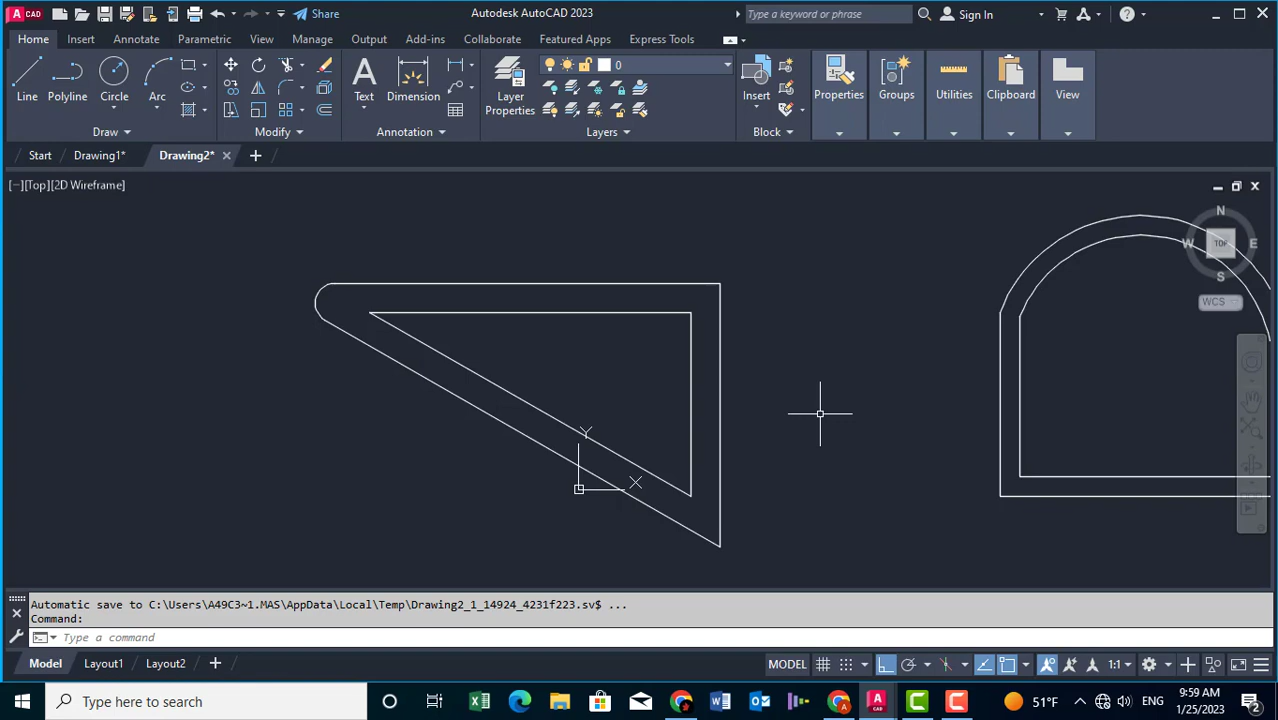 A CAD
Share
Autodesk AutoCAD 2023
Type a keyword or phrase
Sign In
Home Insert Annotate Parametric View Manage Output Add-ins Collaborate Featured Apps Express Tools
Line Polyline Circle Arc
Text Dimension
Layer Properties
0
Insert
Properties Groups Utilities Clipboard View
Draw Modify Annotation Layers Block
Start Drawing1* Drawing2*
[−][Top][2D Wireframe]
N
W TOP E
S
WCS
Y
X
Automatic save to C:\Users\A49C3~1.MAS\AppData\Local\Temp\Drawing2_1_14924_4231f223.sv$ ...
Command:
Type a command
Model Layout1 Layout2
MODEL 1:1
Type here to search
51°F ENG
9:59 AM
1/25/2023
2